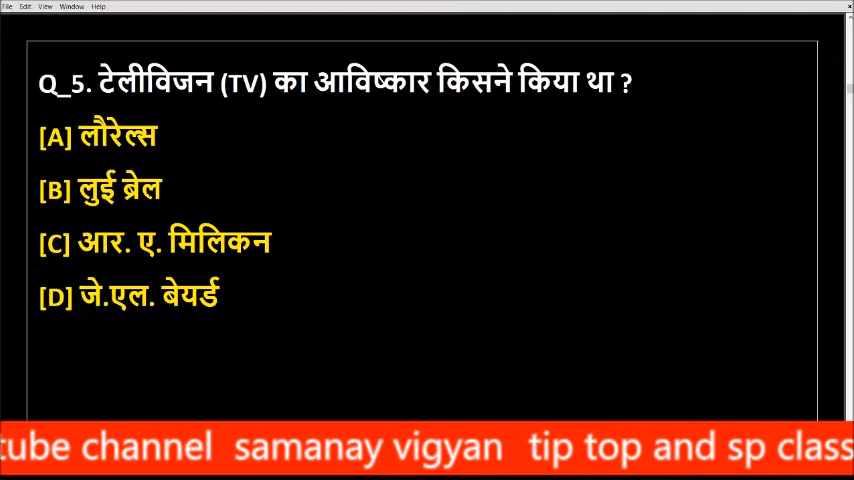 File Edit View Window Help
Q_5. टेलीविजन (TV) का आविष्कार किसने किया था ?
[A] लौरेल्स
[B] लुई ब्रेल
[C] आर. ए. मिलिकन
[D] जे.एल. बेयर्ड
tube channel samanay vigyan tip top and sp class